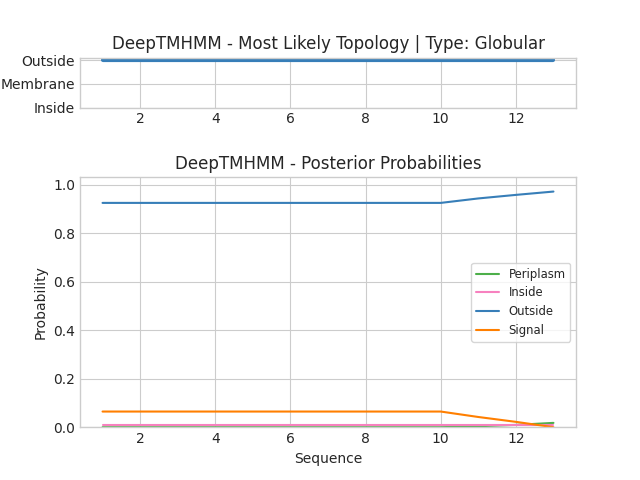 DeepTMHMM - Most Likely Topology | Type: Globular
Outside
Membrane
Inside
2 4 6 8 10 12
DeepTMHMM - Posterior Probabilities
1.0
0.8
0.6
0.4
0.2
0.0
Probability
Periplasm
Inside
Outside
Signal
2 4 6 8 10 12
Sequence